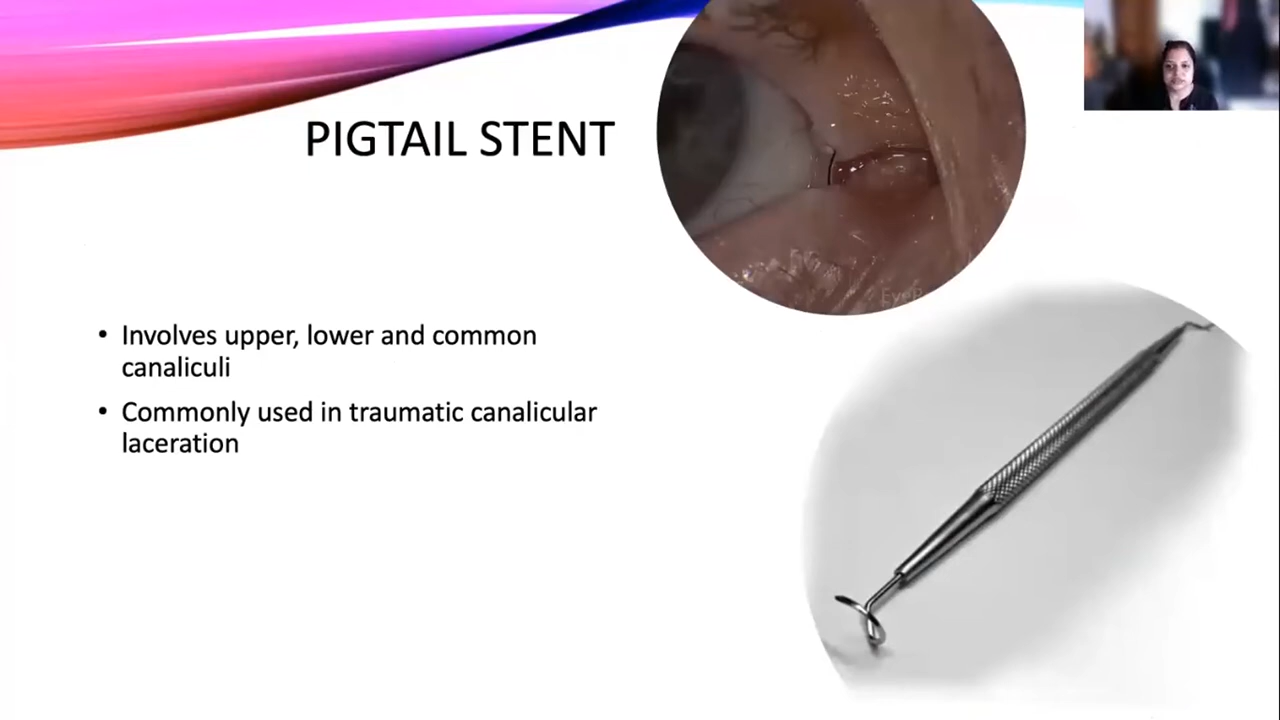 PIGTAIL STENT
• Involves upper, lower and common
canaliculi
• Commonly used in traumatic canalicular
laceration